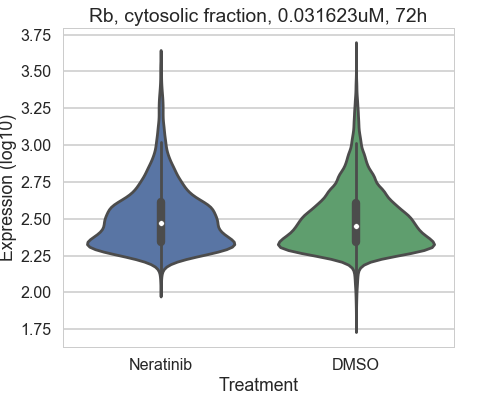 Rb, cytosolic fraction, 0.031623uM, 72h
Expression (log10)
3.75
3.50
3.25
3.00
2.75
2.50
2.25
2.00
1.75
Neratinib
DMSO
Treatment